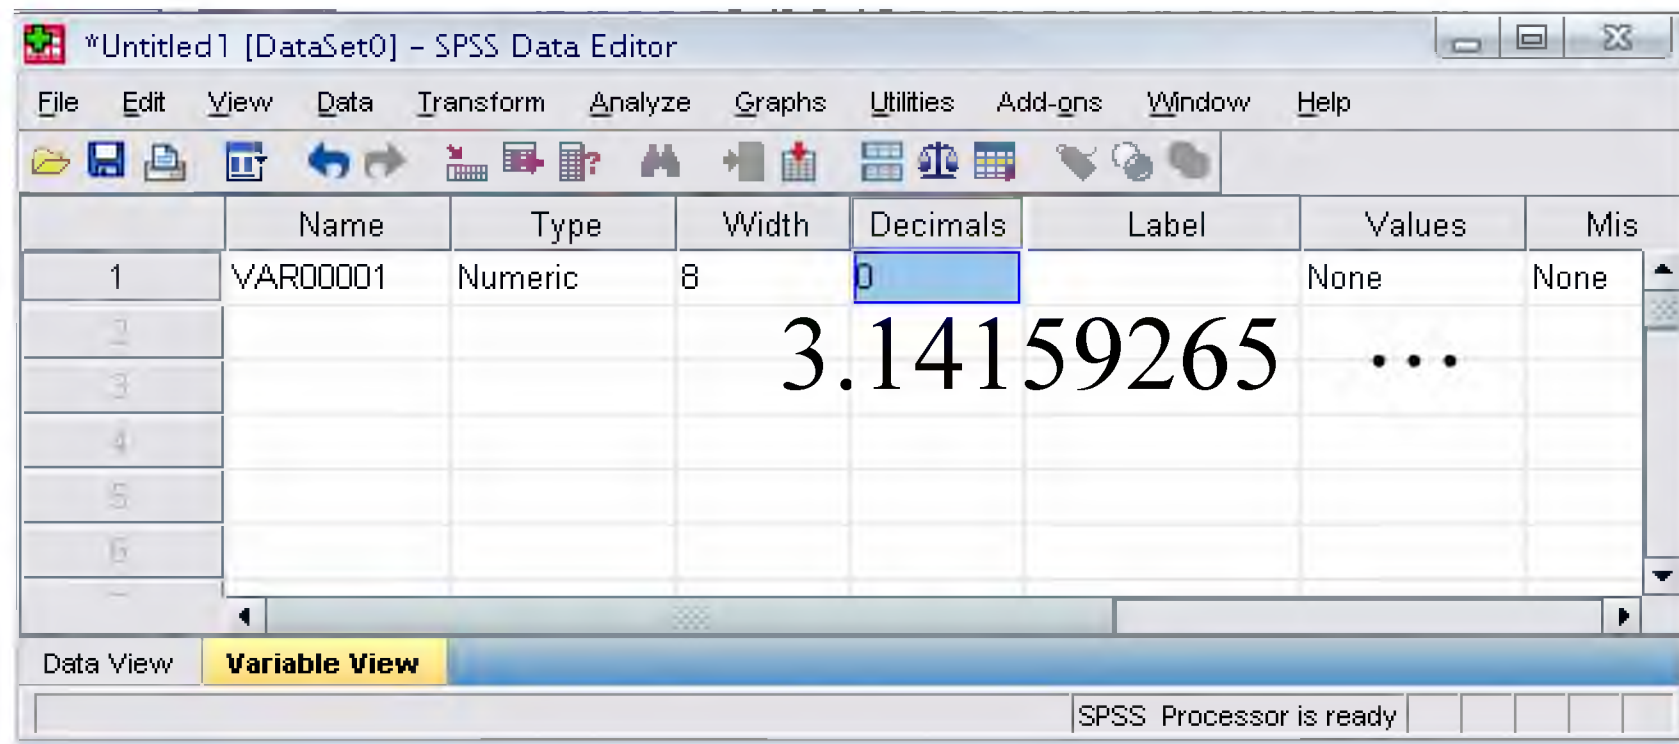 *Untitled1 [DataSet0] – SPSS Data Editor
File Edit View Data Transform Analyze Graphs Utilities Add-ons Window Help
Name Type Width Decimals Label Values Mis
1 VAR00001 Numeric 8 0 None None
2
3.14159265 ...
3
4
5
6
Data View Variable View
SPSS Processor is ready